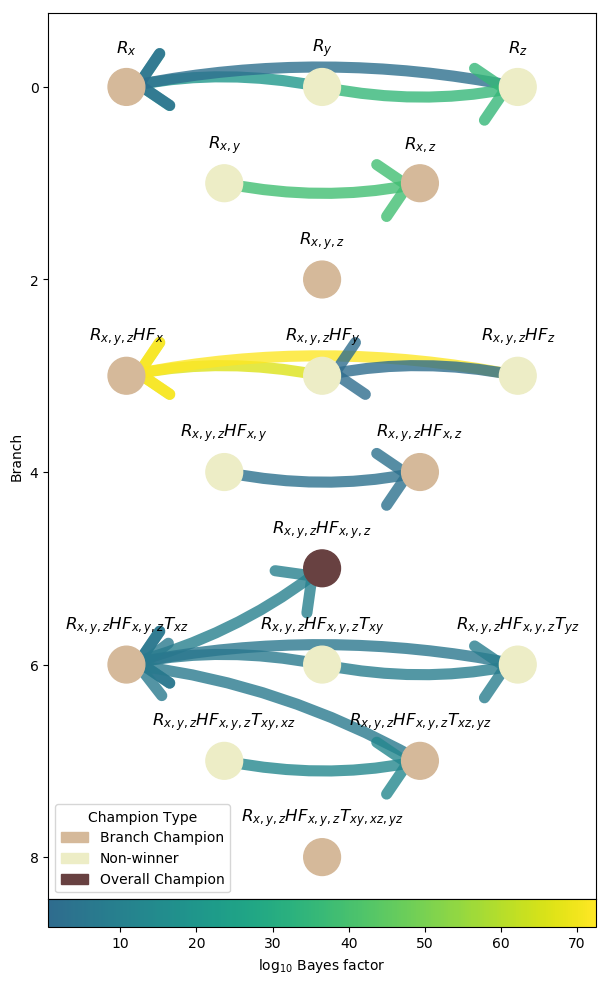 R_x R_y R_z
0
R_{x,y} R_{x,z}
R_{x,y,z}
2
R_{x,y,z}HF_x R_{x,y,z}HF_y R_{x,y,z}HF_z
R_{x,y,z}HF_{x,y} R_{x,y,z}HF_{x,z}
Branch
4
R_{x,y,z}HF_{x,y,z}
R_{x,y,z}HF_{x,y,z}T_{xz} R_{x,y,z}HF_{x,y,z}T_{xy} R_{x,y,z}HF_{x,y,z}T_{yz}
6
R_{x,y,z}HF_{x,y,z}T_{xy,xz} R_{x,y,z}HF_{x,y,z}T_{xz,yz}
R_{x,y,z}HF_{x,y,z}T_{xy,xz,yz}
Champion Type
Branch Champion
Non-winner
Overall Champion
8
10 20 30 40 50 60 70
log_{10} Bayes factor